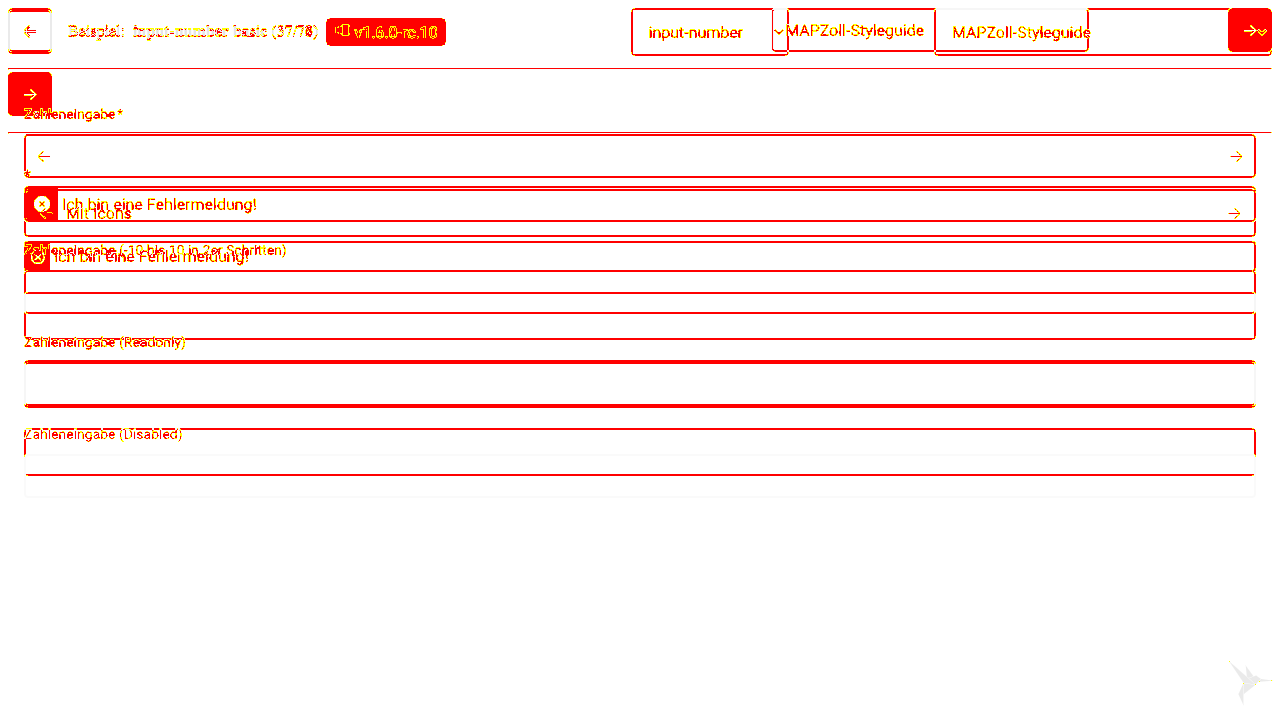 Beispiel: input-number basic (37/78) v1.6.0-rc.10 input-number MAPZoll-Styleguide MAPZoll-Styleguide
Zahleneingabe *
*
Ich bin eine Fehlermeldung!
Mit Icons
Zahleneingabe (-10 bis 10 in 2er Schritten)
Ich bin eine Fehlermeldung!
Zahleneingabe (Readonly)
Zahleneingabe (Disabled)